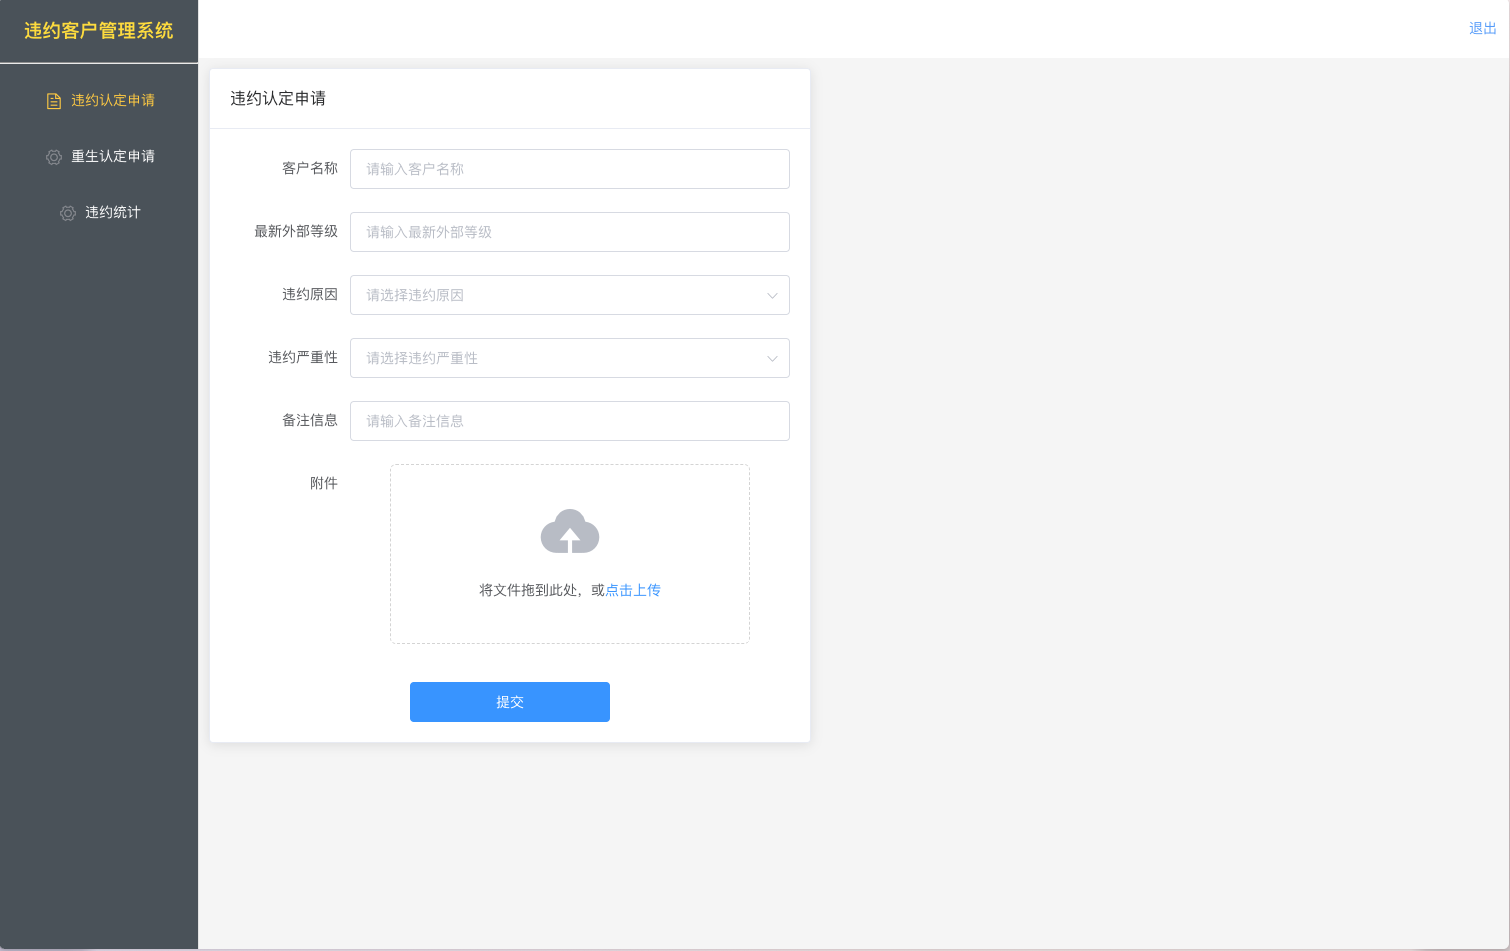 违约客户管理系统
退出
违约认定申请
重生认定申请
违约统计
违约认定申请
客户名称
请输入客户名称
最新外部等级
请输入最新外部等级
违约原因
请选择违约原因
违约严重性
请选择违约严重性
备注信息
请输入备注信息
附件
将文件拖到此处，或点击上传
提交